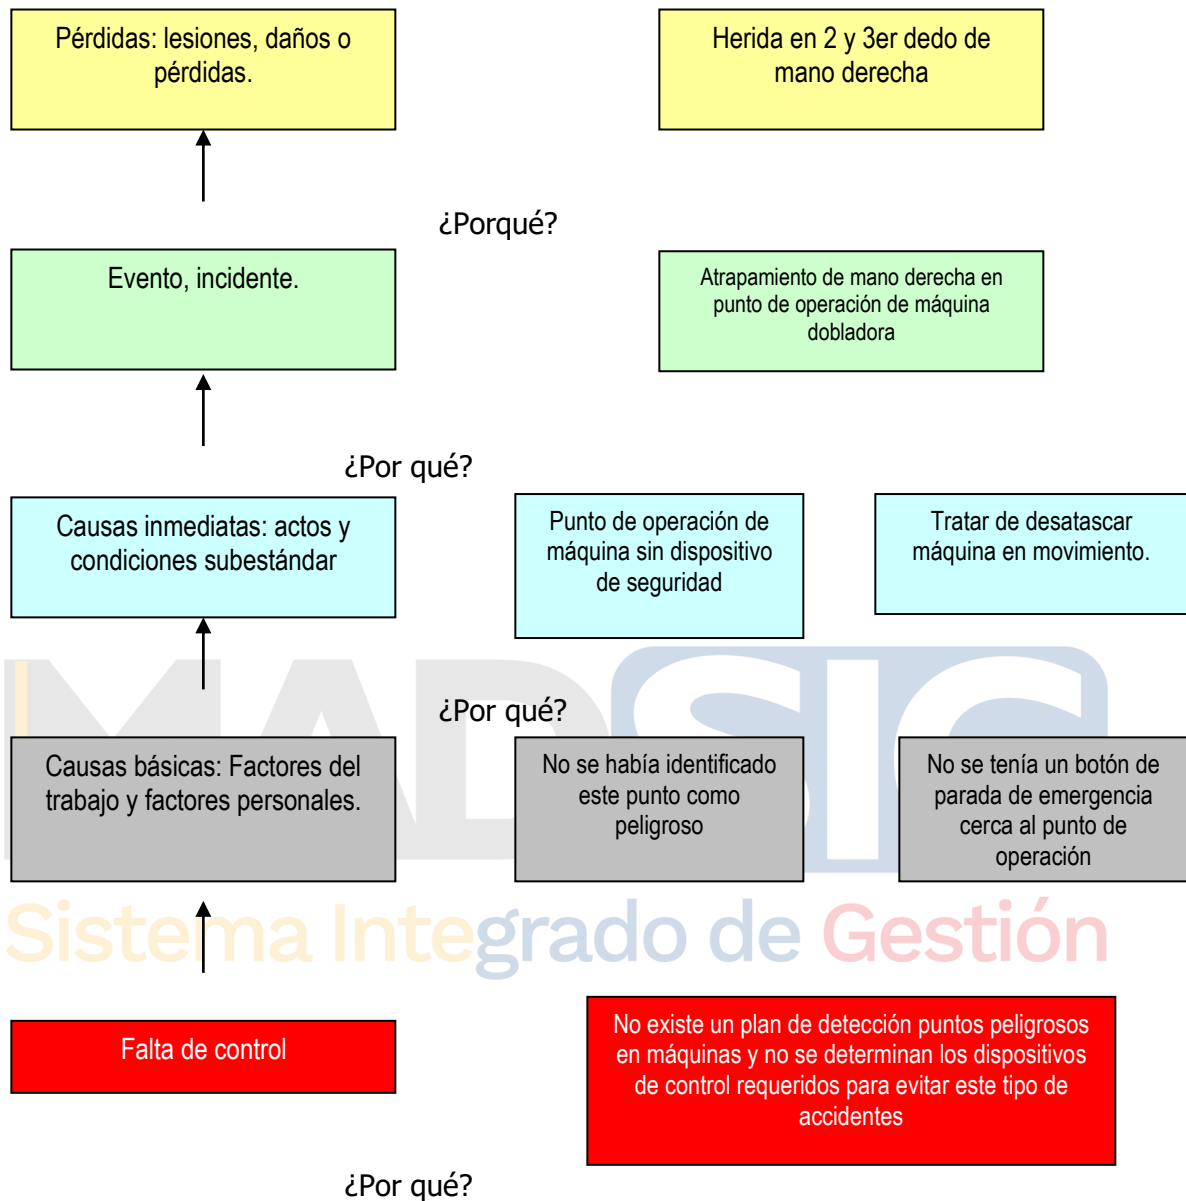 Pérdidas: lesiones, daños o
pérdidas.
Herida en 2 y 3er dedo de
mano derecha
¿Porqué?
Evento, incidente.
Atrapamiento de mano derecha en
punto de operación de máquina
dobladora
¿Por qué?
Causas inmediatas: actos y
condiciones subestándar
Punto de operación de
máquina sin dispositivo
de seguridad
Tratar de desatascar
máquina en movimiento.
MADSIG
¿Por qué?
Causas básicas: Factores del
trabajo y factores personales.
No se había identificado
este punto como
peligroso
No se tenía un botón de
parada de emergencia
cerca al punto de
operación
Sistema Integrado de Gestión
Falta de control
No existe un plan de detección puntos peligrosos
en máquinas y no se determinan los dispositivos
de control requeridos para evitar este tipo de
accidentes
¿Por qué?